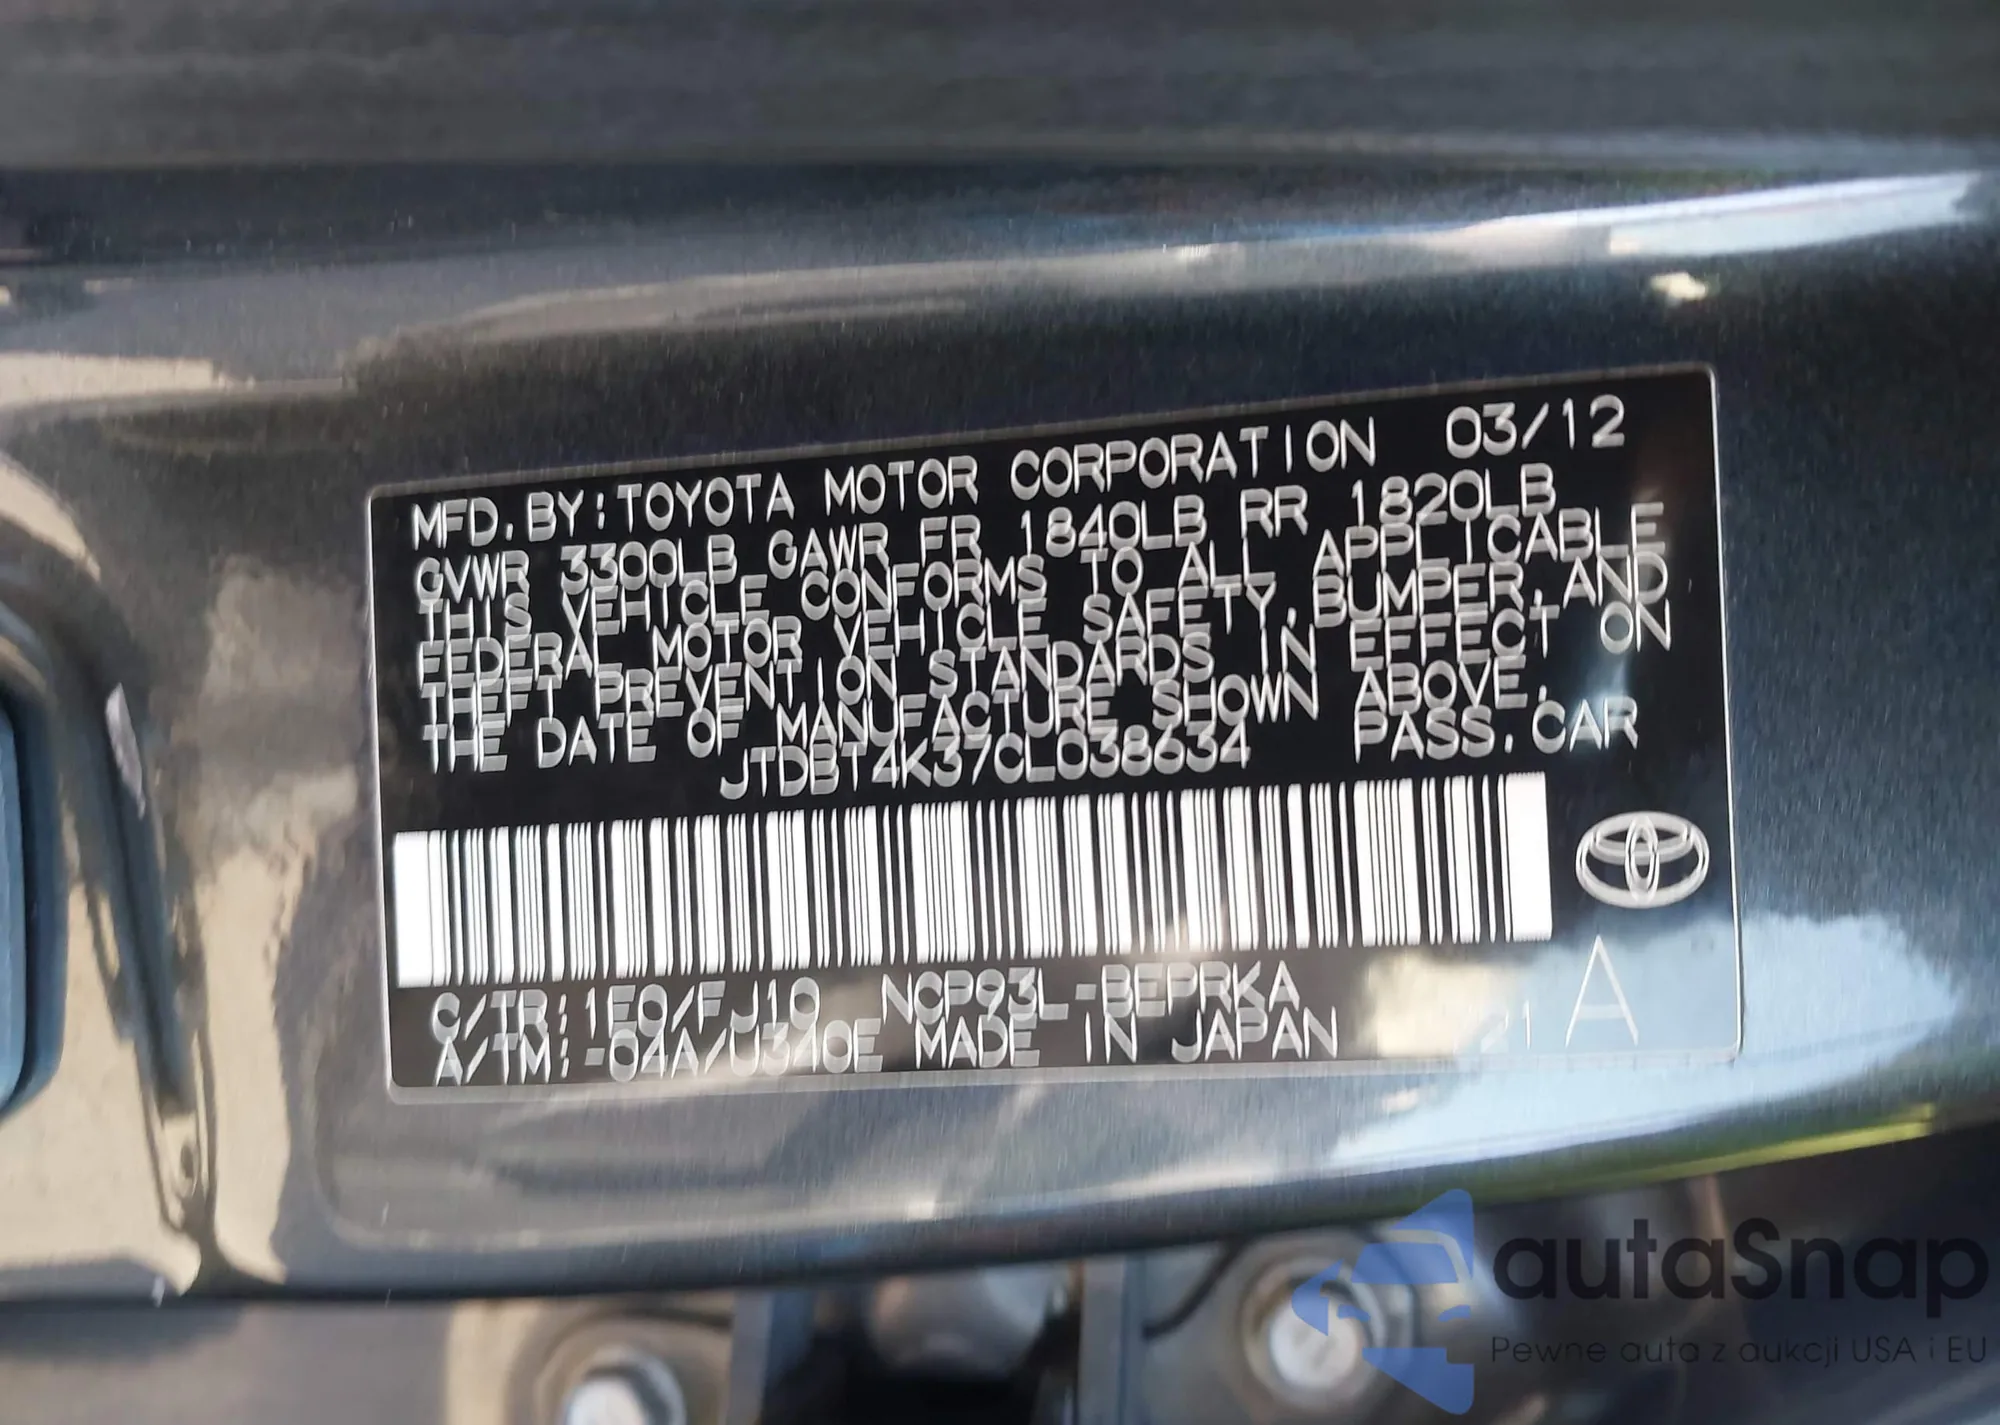 MFD. BY: TOYOTA MOTOR CORPORATION 03/12
GVWR 3300LB GAWR FR 1840LB RR 1820LB
THIS VEHICLE CONFORMS TO ALL APPLICABLE
FEDERAL MOTOR VEHICLE SAFETY, BUMPER, AND
THEFT PREVENTION STANDARDS IN EFFECT ON
THE DATE OF MANUFACTURE SHOWN ABOVE.
JTDBT4K37CL038634 PASS. CAR
C/TR: 1E0/FJ10 NCP93L-BEPRKA
A/TM: -04A/U340E MADE IN JAPAN 21 A
autaSnap
Pewne auta z aukcji USA i EU